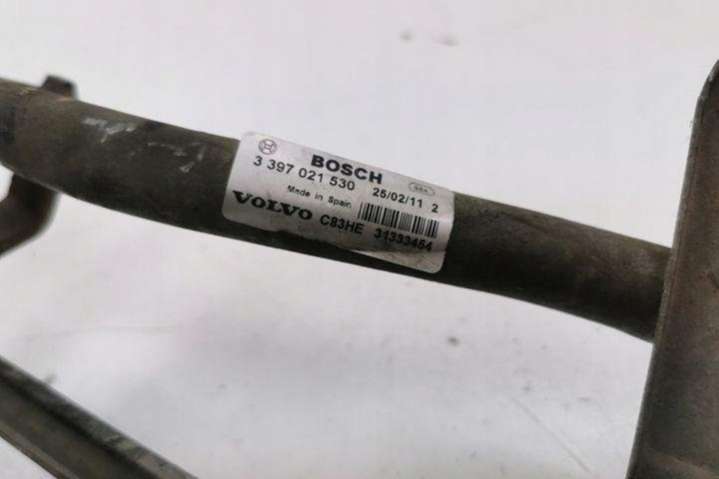 BOSCH
3 397 021 530 25/02/11 2
Made in Spain
VOLVO C83HE 31333464